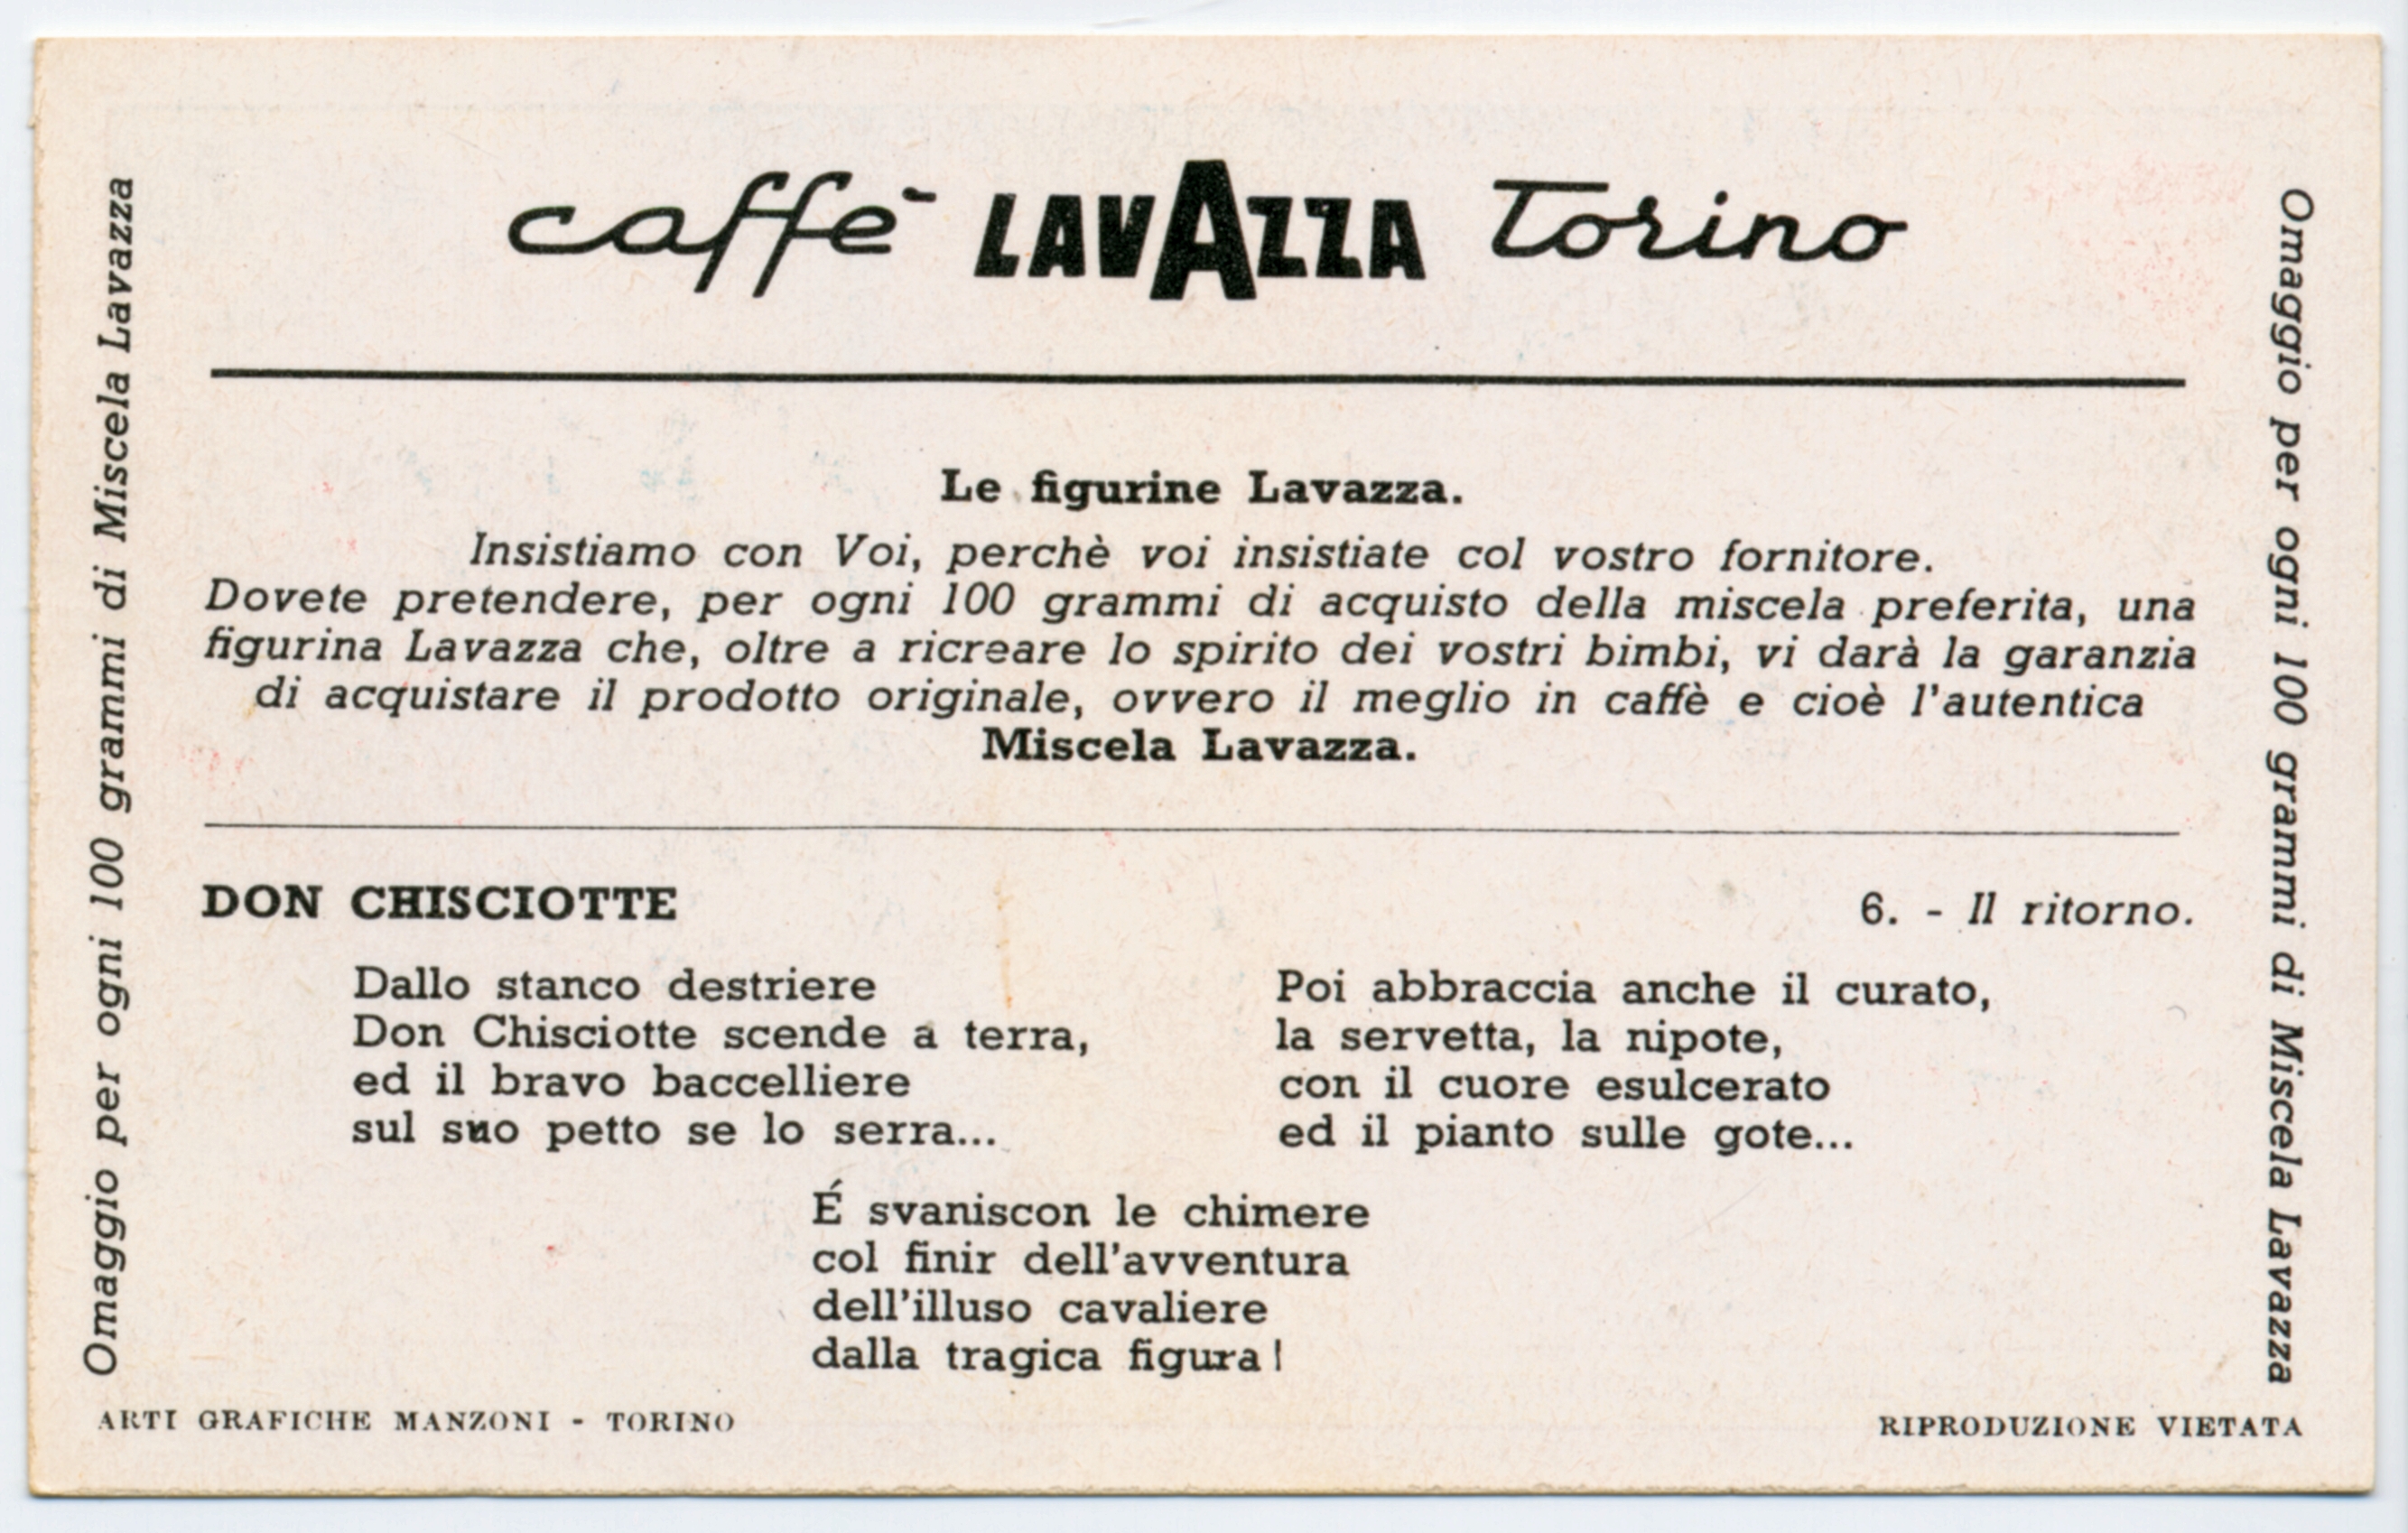 caffè LAVAZZA Torino
Le figurine Lavazza.
Insistiamo con Voi, perchè voi insistiate col vostro fornitore.
Dovete pretendere, per ogni 100 grammi di acquisto della miscela preferita, una
figurina Lavazza che, oltre a ricreare lo spirito dei vostri bimbi, vi darà la garanzia
di acquistare il prodotto originale, ovvero il meglio in caffè e cioè l'autentica
Miscela Lavazza.
DON CHISCIOTTE
6. - Il ritorno.
Dallo stanco destriere
Don Chisciotte scende a terra,
ed il bravo baccelliere
sul suo petto se lo serra...
Poi abbraccia anche il curato,
la servetta, la nipote,
con il cuore esulcerato
ed il pianto sulle gote...
É svaniscon le chimere
col finir dell'avventura
dell'illuso cavaliere
dalla tragica figura!
ARTI GRAFICHE MANZONI - TORINO
RIPRODUZIONE VIETATA
Omaggio per ogni 100 grammi di Miscela Lavazza
Omaggio per ogni 100 grammi di Miscela Lavazza